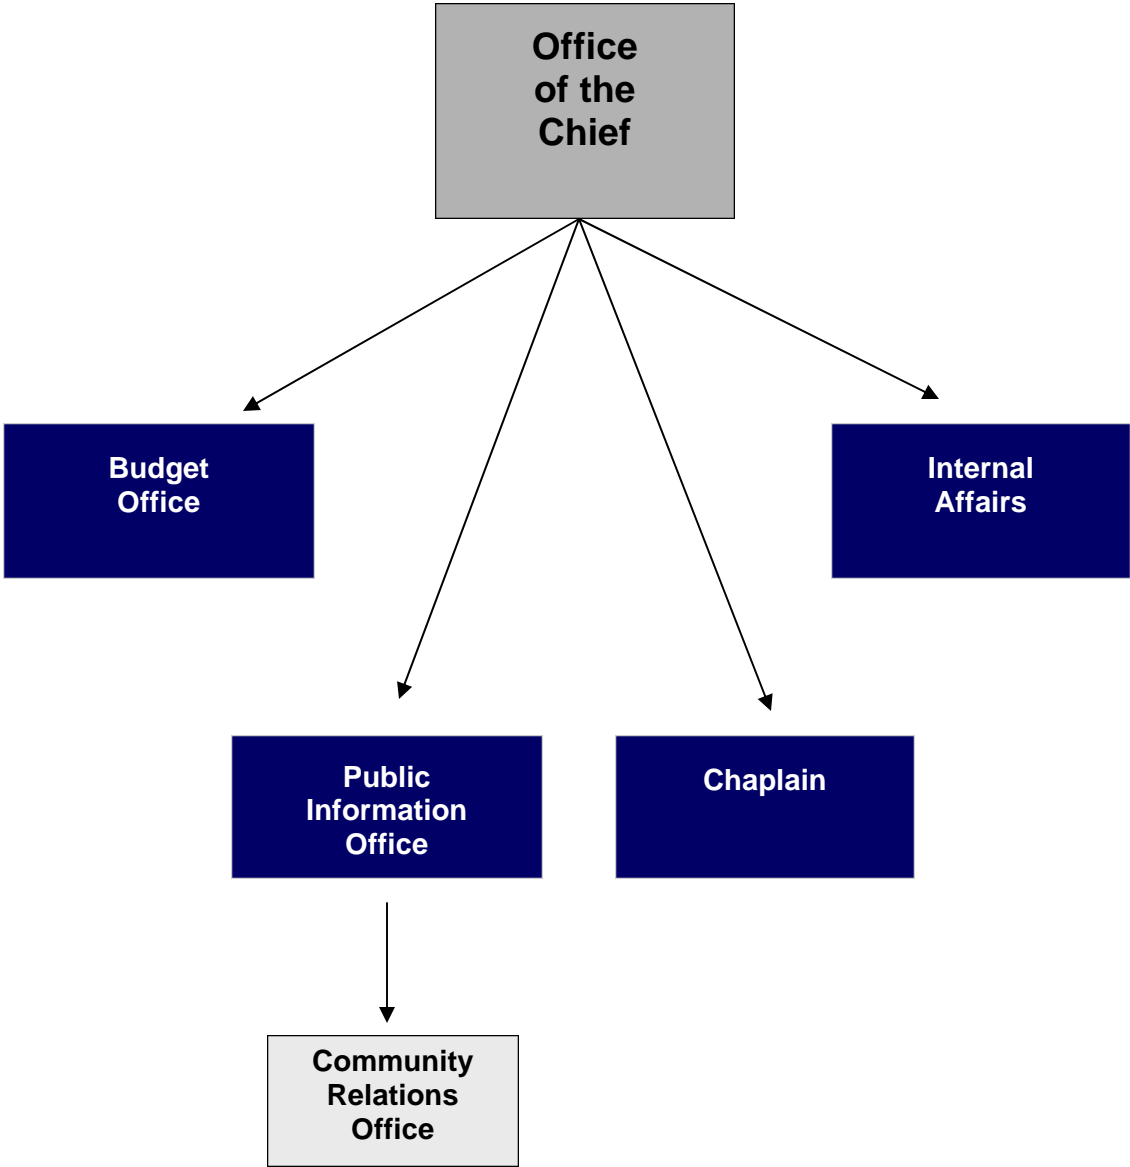 Office
of the
Chief
Budget
Office
Internal
Affairs
Public
Information
Office
Chaplain
Community
Relations
Office